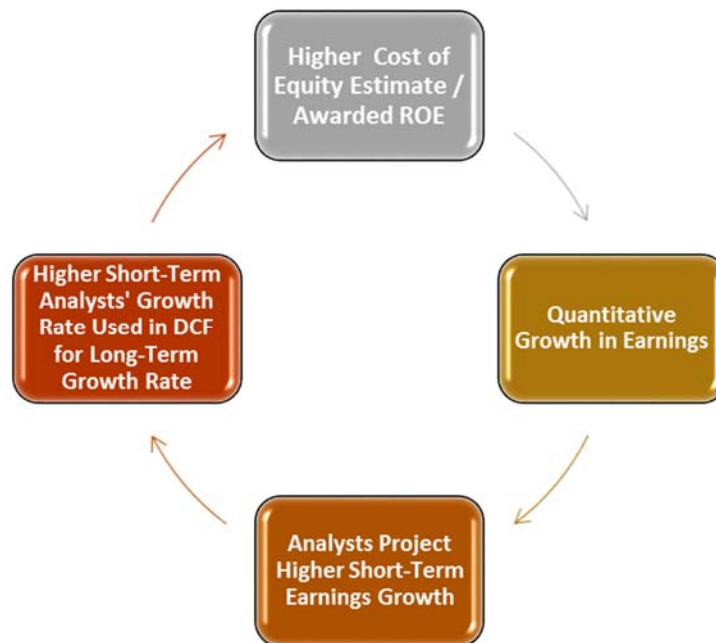 Higher Cost of
Equity Estimate /
Awarded ROE
Quantitative
Growth in Earnings
Analysts Project
Higher Short-Term
Earnings Growth
Higher Short-Term
Analysts' Growth
Rate Used in DCF
for Long-Term
Growth Rate